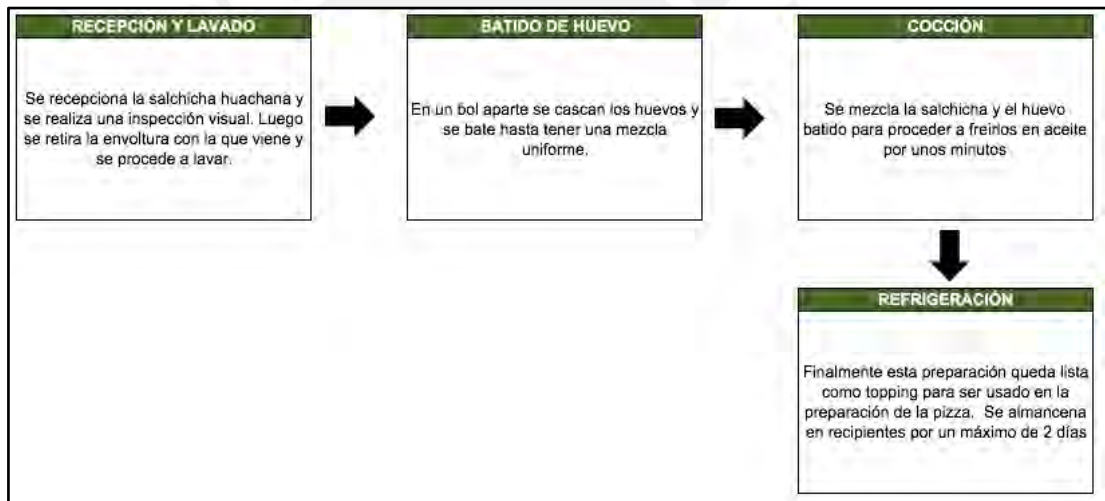 RECEPCIÓN Y LAVADO
Se recepciona la salchicha huachana y
se realiza una inspección visual. Luego
se retira la envoltura con la que viene y
se procede a lavar.
BATIDO DE HUEVO
En un bol aparte se cascan los huevos y
se bate hasta tener una mezcla
uniforme.
COCCIÓN
Se mezcla la salchicha y el huevo
batido para proceder a freirlos en aceite
por unos minutos
REFRIGERACIÓN
Finalmente esta preparación queda lista
como topping para ser usado en la
preparación de la pizza. Se almancena
en recipientes por un máximo de 2 días